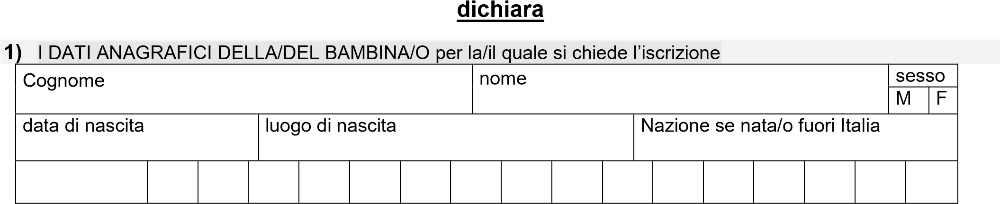 dichiara
1) I DATI ANAGRAFICI DELLA/DEL BAMBINA/O per la/il quale si chiede l’iscrizione
Cognome nome sesso
M F
data di nascita luogo di nascita Nazione se nata/o fuori Italia